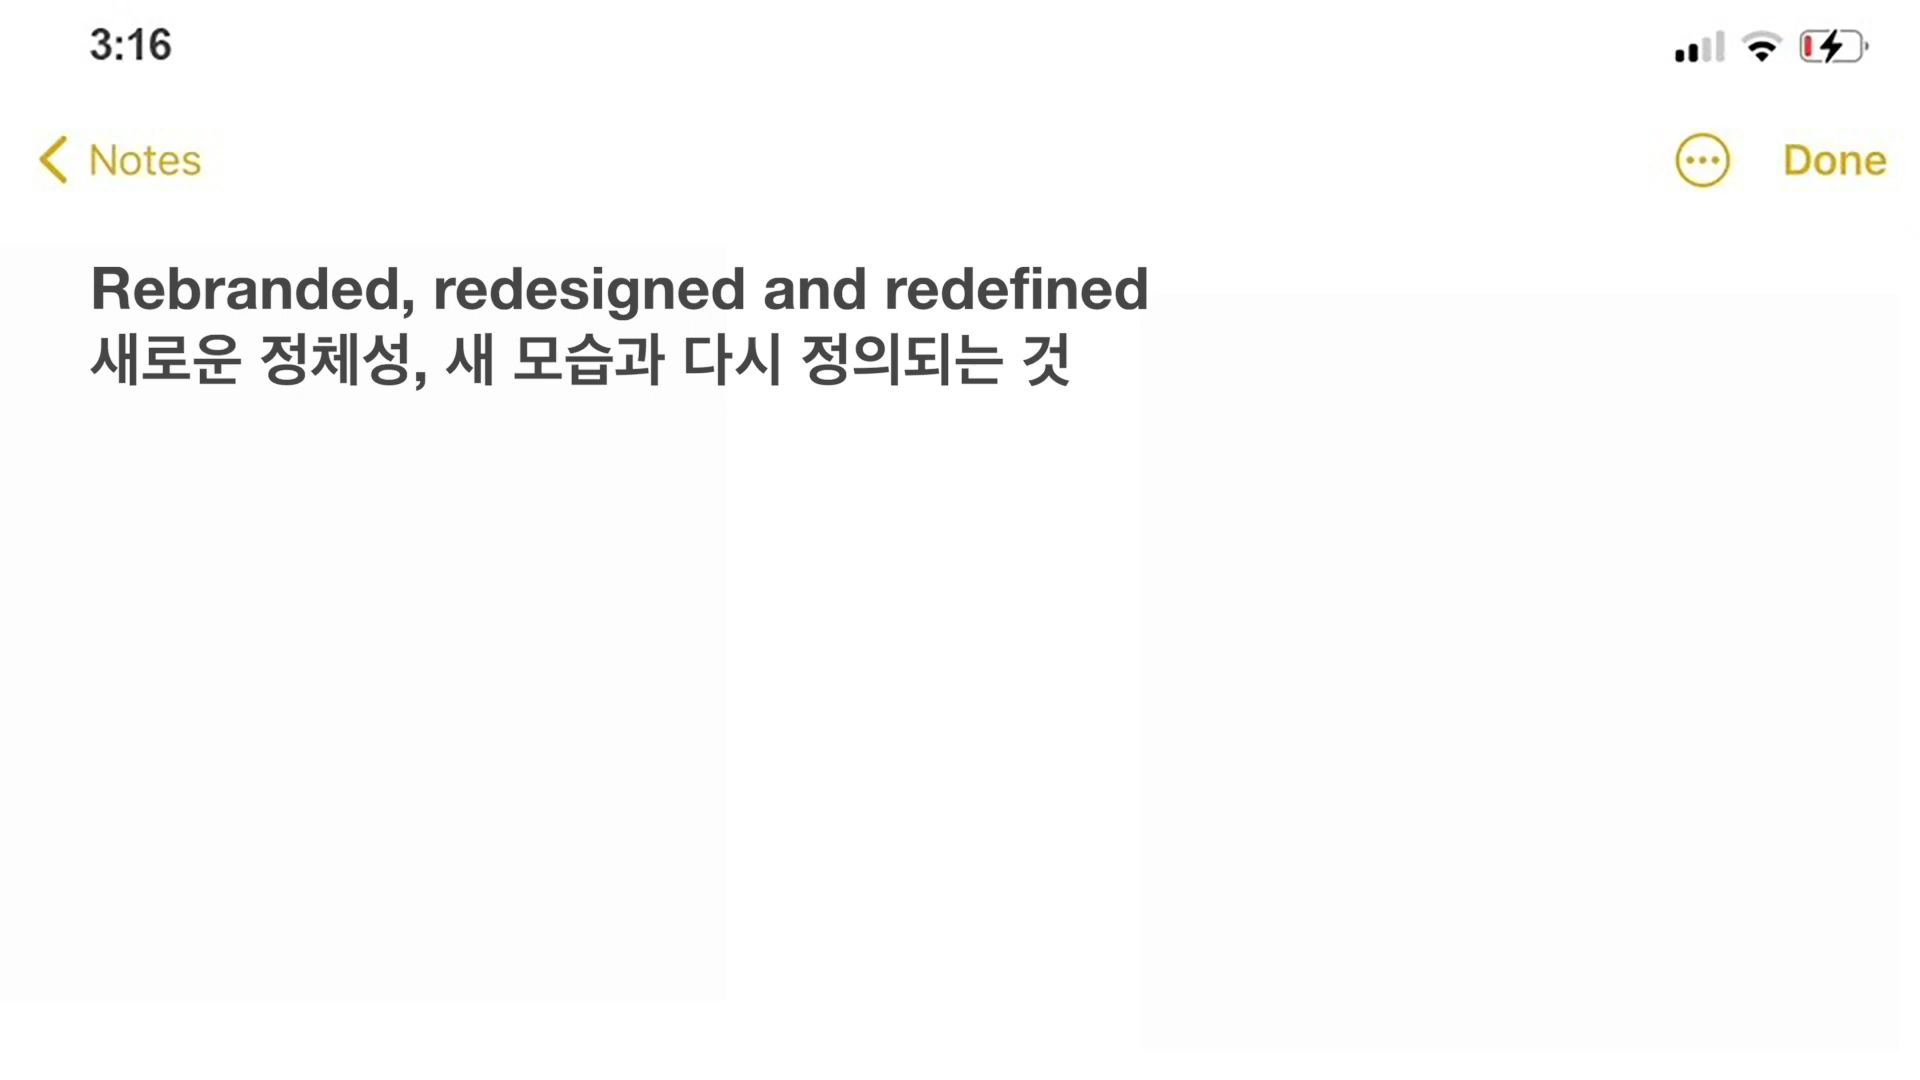 3:16
Notes
Done
Rebranded, redesigned and redefined
새로운 정체성, 새 모습과 다시 정의되는 것